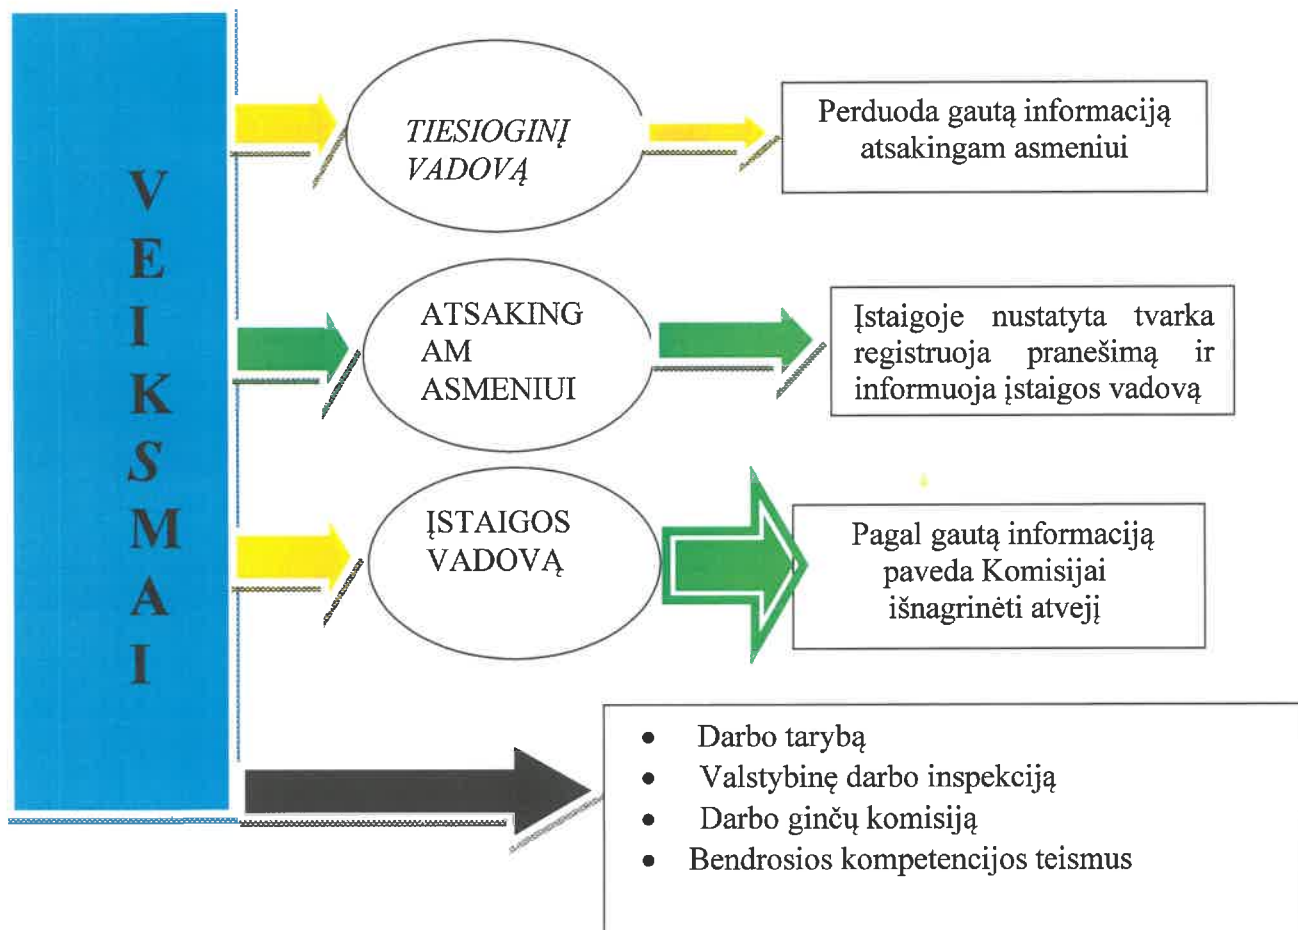 VEIKSMAI
TIESIOGINĮ
VADOVĄ
Perduoda gautą informaciją
atsakingam asmeniui
ATSAKING
AM
ASMENIUI
Įstaigoje nustatyta tvarka
registruoja pranešimą ir
informuoja įstaigos vadovą
ĮSTAIGOS
VADOVĄ
Pagal gautą informaciją
paveda Komisijai
išnagrinėti atvejį
• Darbo tarybą
• Valstybinę darbo inspekciją
• Darbo ginčų komisiją
• Bendrosios kompetencijos teismus